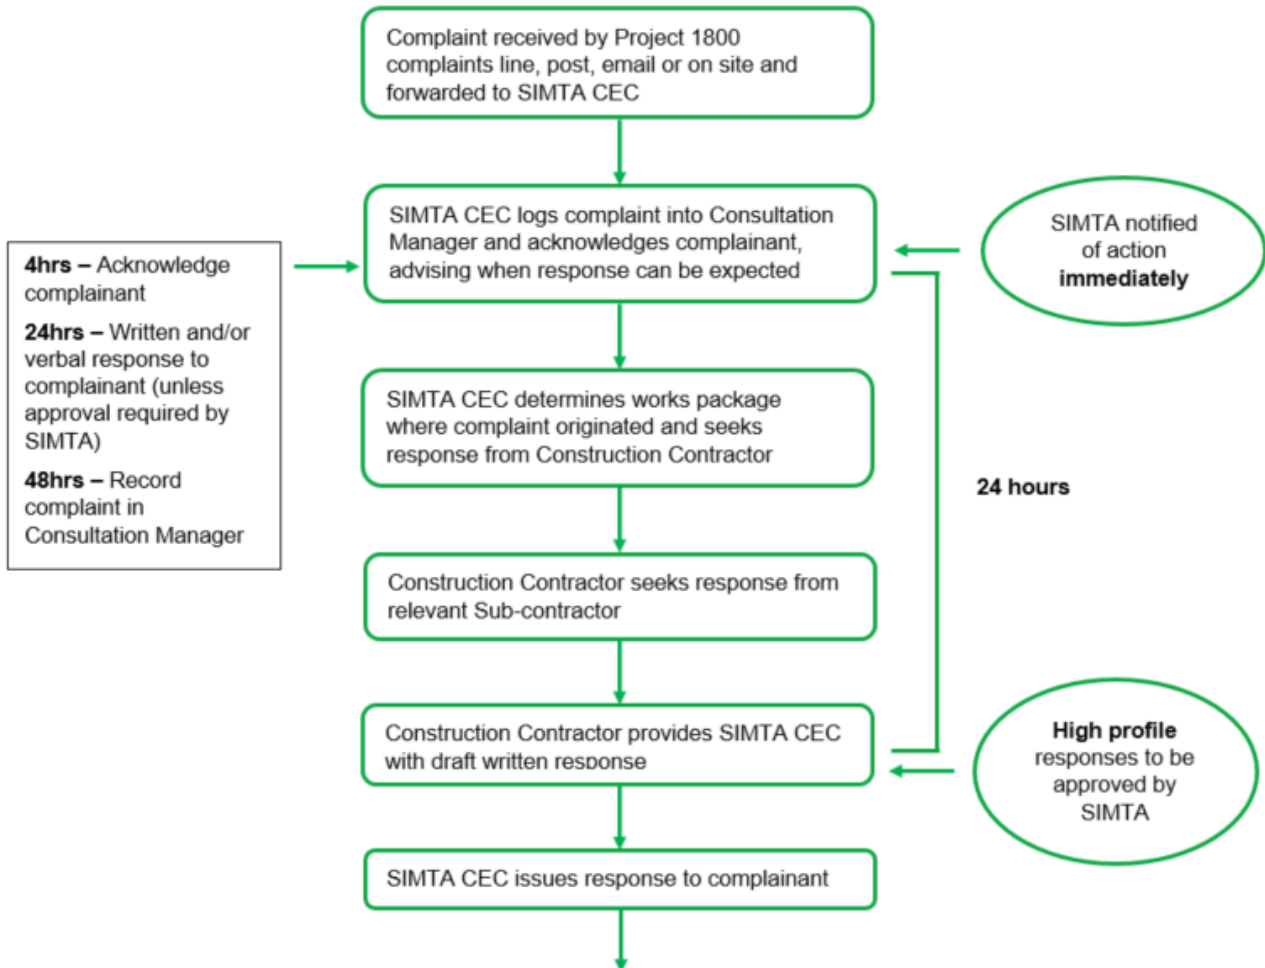 Complaint received by Project 1800
complaints line, post, email or on site and
forwarded to SIMTA CEC
SIMTA CEC logs complaint into Consultation
Manager and acknowledges complainant,
advising when response can be expected
SIMTA notified
of action
immediately
4hrs – Acknowledge
complainant
24hrs – Written and/or
verbal response to
complainant (unless
approval required by
SIMTA)
48hrs – Record
complaint in
Consultation Manager
SIMTA CEC determines works package
where complaint originated and seeks
response from Construction Contractor
24 hours
Construction Contractor seeks response from
relevant Sub-contractor
Construction Contractor provides SIMTA CEC
with draft written response
High profile
responses to be
approved by
SIMTA
SIMTA CEC issues response to complainant